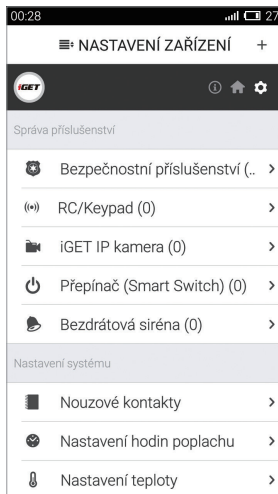 00:28 27
NASTAVENÍ ZAŘÍZENÍ +
iGET
Správa příslušenství
Bezpečnostní příslušenství (..
RC/Keypad (0)
iGET IP kamera (0)
Přepínač (Smart Switch) (0)
Bezdrátová siréna (0)
Nastavení systému
Nouzové kontakty
Nastavení hodin poplachu
Nastavení teploty